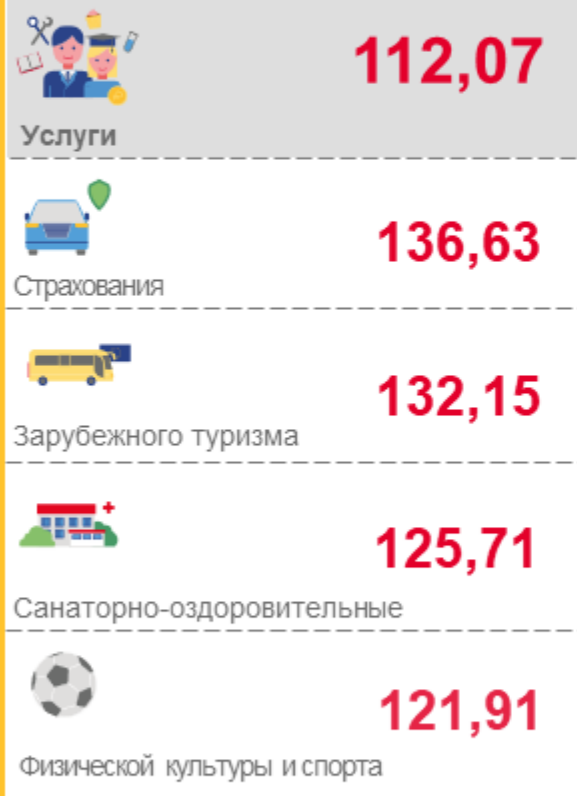 112,07
Услуги
136,63
Страхования
132,15
Зарубежного туризма
125,71
Санаторно-оздоровительные
121,91
Физической культуры и спорта